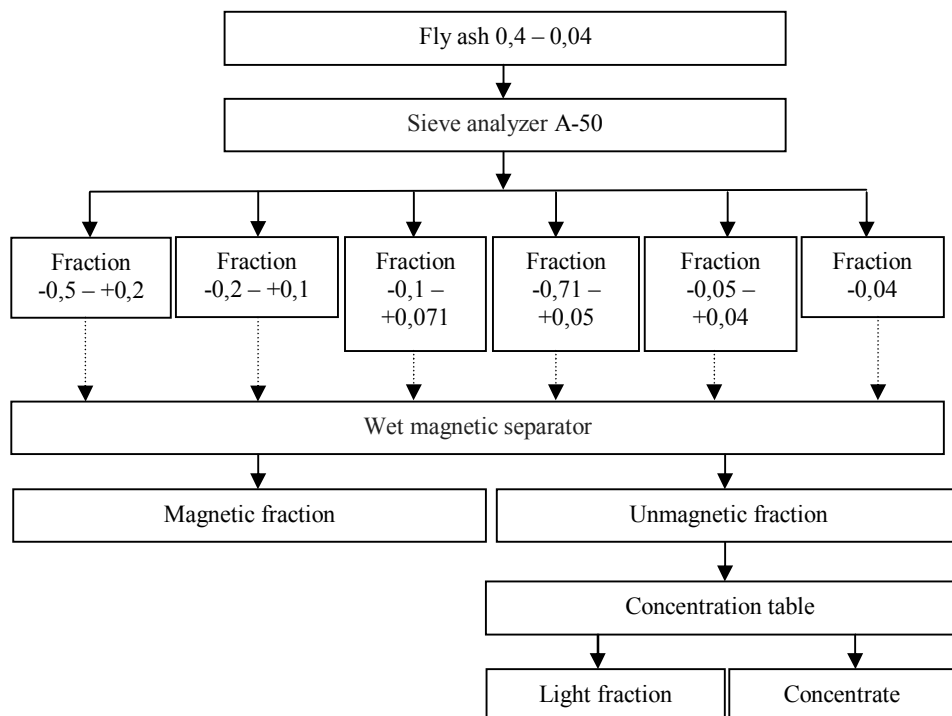 Fly ash 0,4 – 0,04
Sieve analyzer A-50
Fraction
-0,5 – +0,2
Fraction
-0,2 – +0,1
Fraction
-0,1 –
+0,071
Fraction
-0,71 –
+0,05
Fraction
-0,05 –
+0,04
Fraction
-0,04
Wet magnetic separator
Magnetic fraction
Unmagnetic fraction
Concentration table
Light fraction
Concentrate